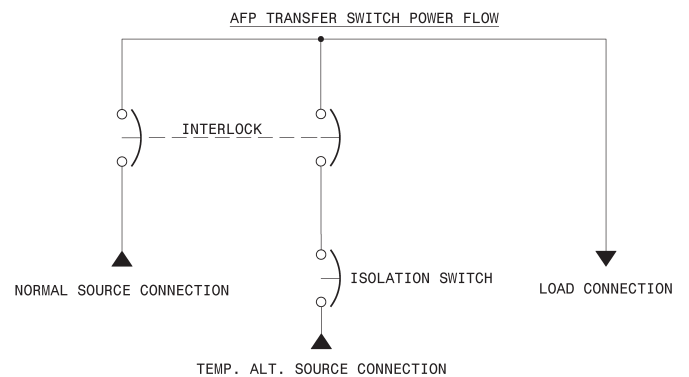 AFP TRANSFER SWITCH POWER FLOW
INTERLOCK
ISOLATION SWITCH
NORMAL SOURCE CONNECTION
LOAD CONNECTION
TEMP. ALT. SOURCE CONNECTION